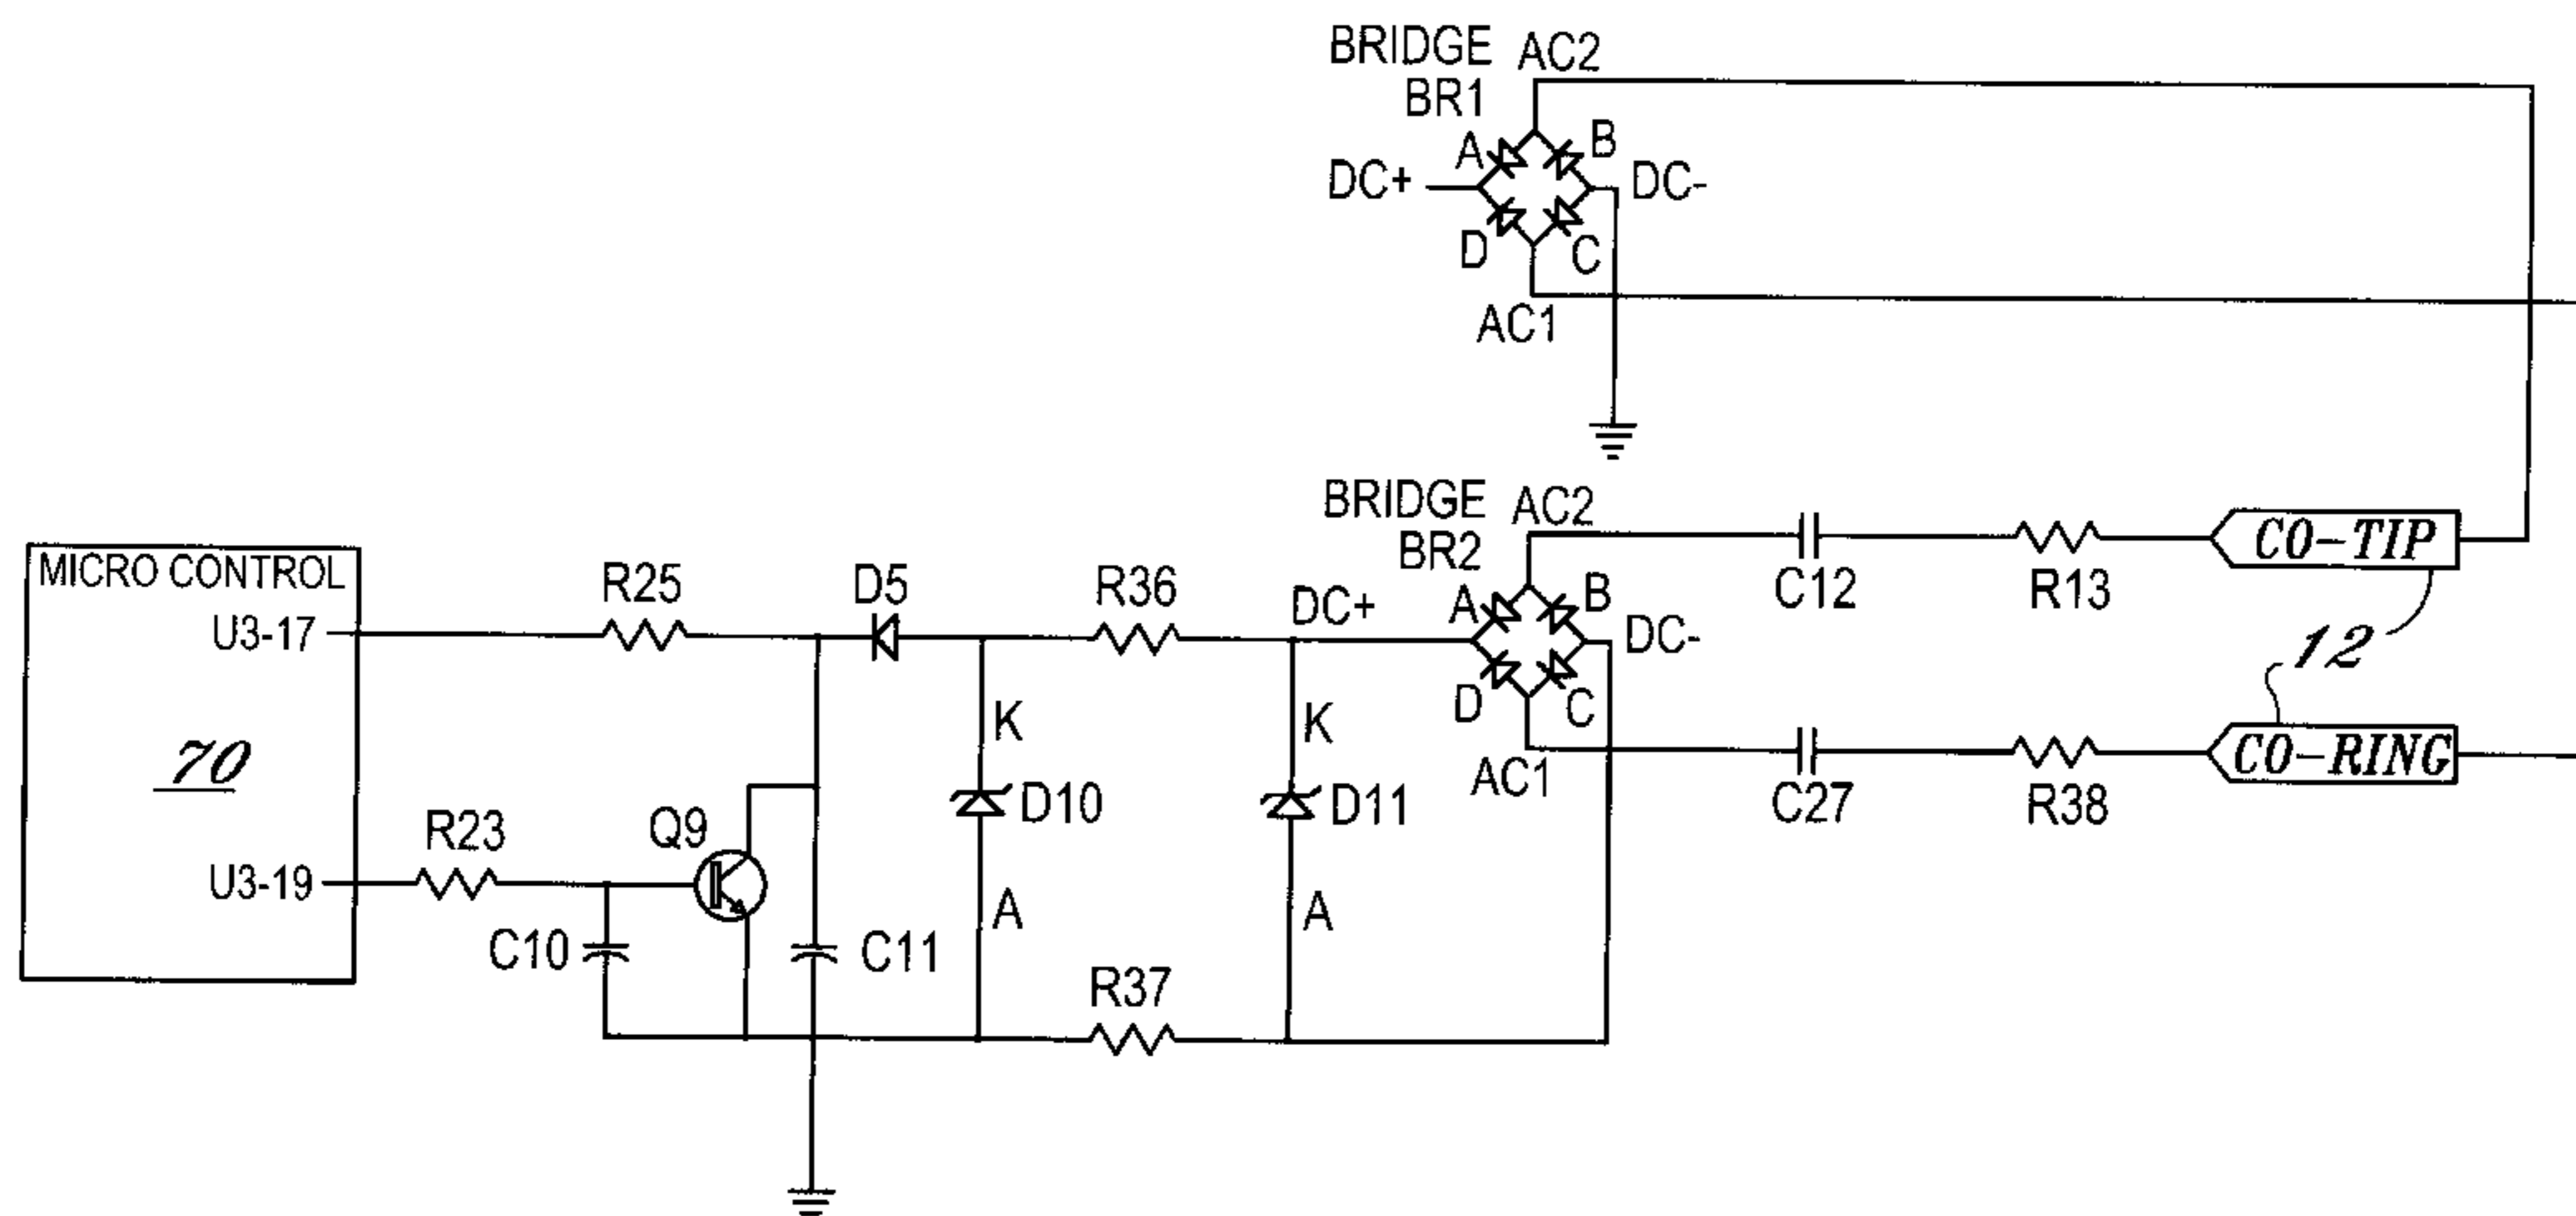 BRIDGE AC2
BR1
A B
DC+ DC-
D C
AC1
BRIDGE AC2
BR2
CO-TIP
MICRO CONTROL
R25 D5 R36 DC+ A B C12 R13
U3-17 DC-
12
K K D C
70
AC1 CO-RING
D10 D11 C27 R38
R23 Q9
U3-19 A A
C10 C11
R37